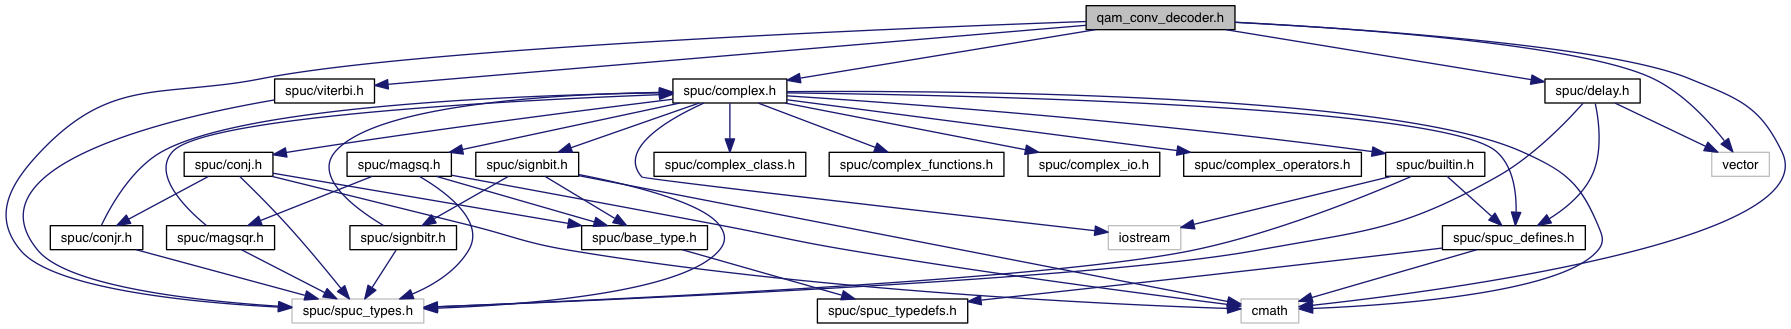 qam_conv_decoder.h
spuc/viterbi.h
spuc/complex.h
spuc/delay.h
spuc/conj.h
spuc/magsq.h
spuc/signbit.h
spuc/complex_class.h
spuc/complex_functions.h
spuc/complex_io.h
spuc/complex_operators.h
spuc/builtin.h
vector
spuc/conjr.h
spuc/magsqr.h
spuc/signbitr.h
spuc/base_type.h
iostream
spuc/spuc_defines.h
spuc/spuc_types.h
spuc/spuc_typedefs.h
cmath